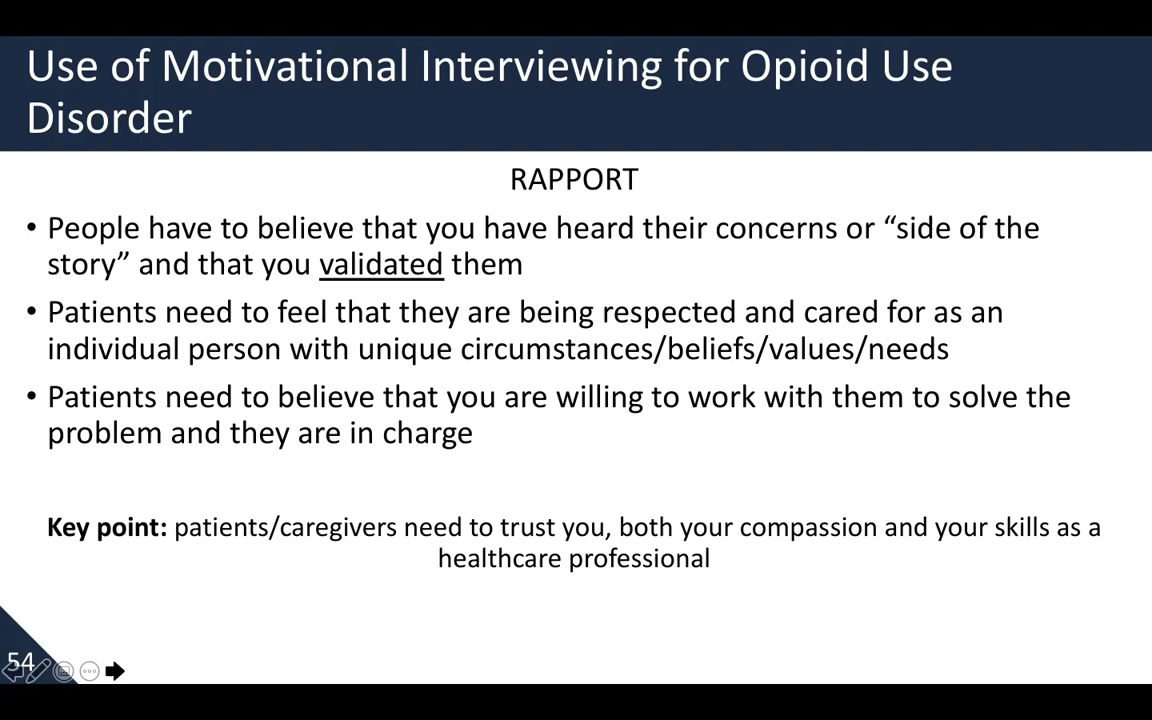 Use of Motivational Interviewing for Opioid Use
Disorder
RAPPORT
• People have to believe that you have heard their concerns or “side of the
story” and that you validated them
• Patients need to feel that they are being respected and cared for as an
individual person with unique circumstances/beliefs/values/needs
• Patients need to believe that you are willing to work with them to solve the
problem and they are in charge
Key point: patients/caregivers need to trust you, both your compassion and your skills as a
healthcare professional
54